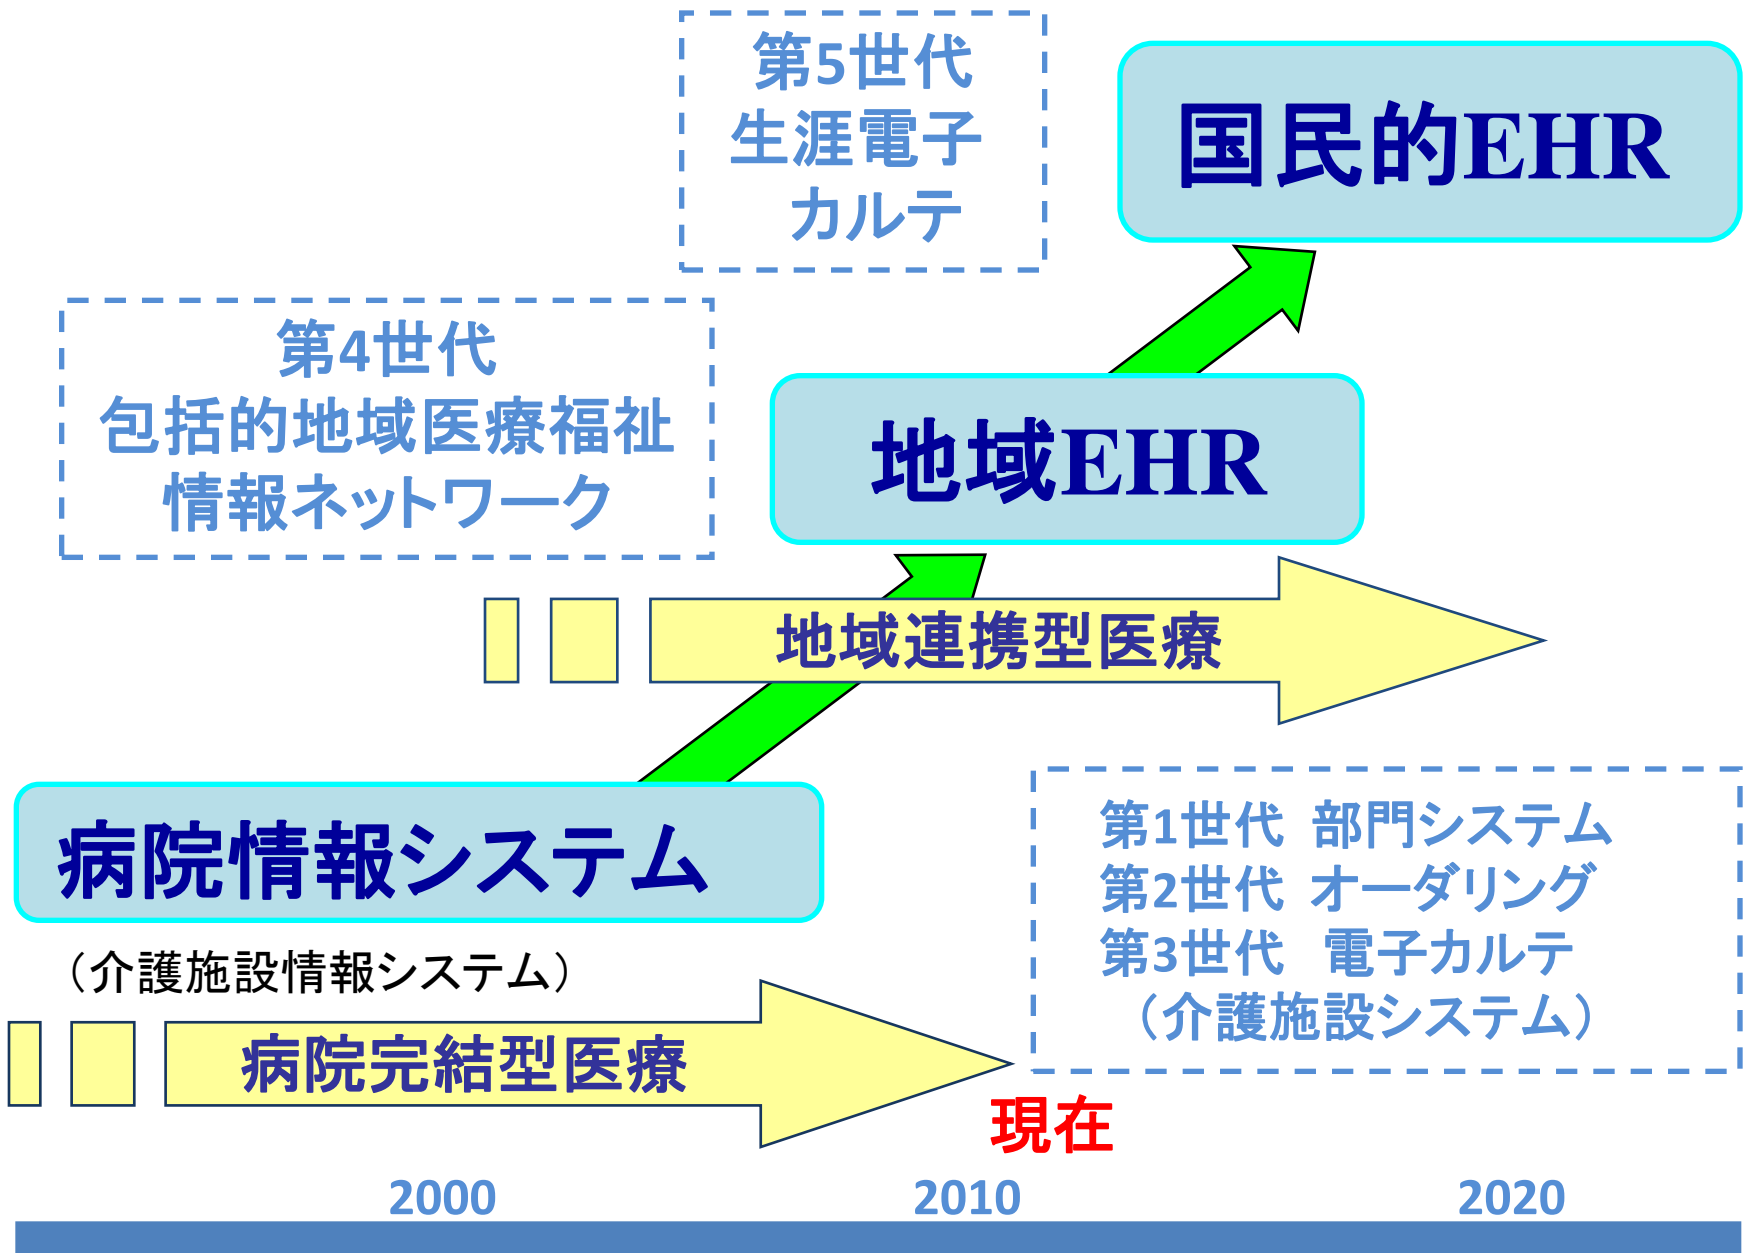 第5世代
生涯電子
カルテ
国民的EHR
第4世代
包括的地域医療福祉
情報ネットワーク
地域EHR
地域連携型医療
病院情報システム
（介護施設情報システム）
第1世代 部門システム
第2世代 オーダリング
第3世代 電子カルテ
（介護施設システム）
病院完結型医療
現在
2000 2010 2020